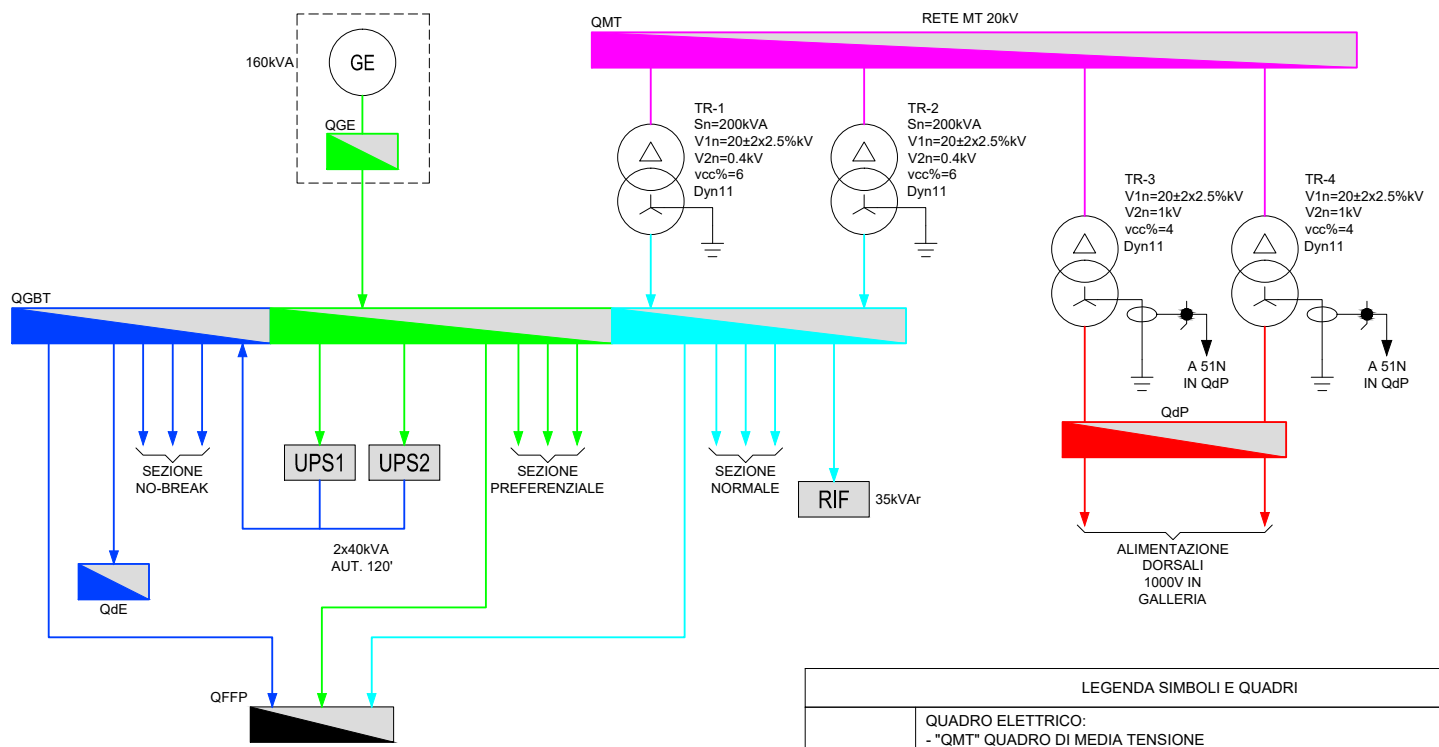 RETE MT 20kV
QMT
160kVA
GE
QGE
TR-1
Sn=200kVA
V1n=20±2x2.5%kV
V2n=0.4kV
vcc%=6
Dyn11
TR-2
Sn=200kVA
V1n=20±2x2.5%kV
V2n=0.4kV
vcc%=6
Dyn11
TR-3
V1n=20±2x2.5%kV
V2n=1kV
vcc%=4
Dyn11
TR-4
V1n=20±2x2.5%kV
V2n=1kV
vcc%=4
Dyn11
A 51N
IN QdP
A 51N
IN QdP
QGBT
QdP
SEZIONE
NO-BREAK
UPS1
UPS2
SEZIONE
PREFERENZIALE
SEZIONE
NORMALE
RIF
35kVAr
2x40kVA
AUT. 120'
ALIMENTAZIONE
DORSALI
1000V IN
GALLERIA
QdE
QFFP
LEGENDA SIMBOLI E QUADRI
QUADRO ELETTRICO:
- "QMT" QUADRO DI MEDIA TENSIONE